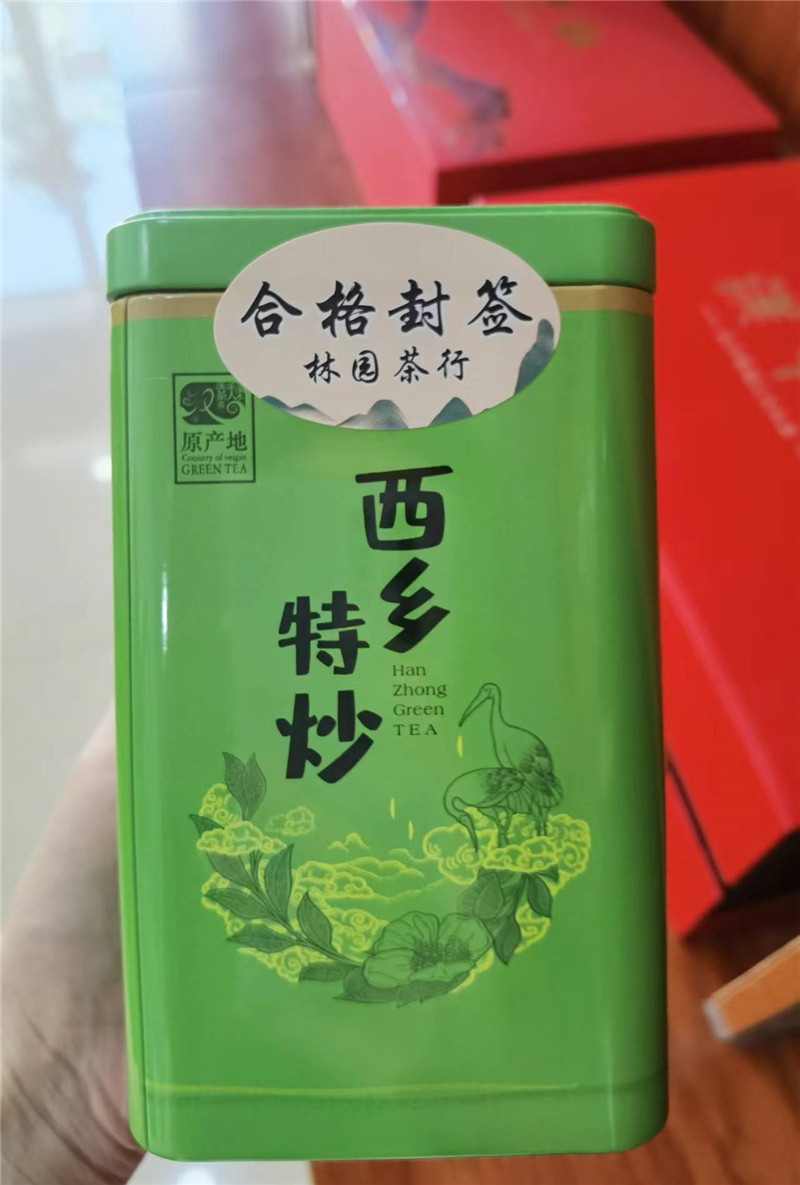 合格封签
林园茶行
汉
原产地
Country of origin
GREEN TEA
西乡
特炒
Han
Zhong
Green
TEA